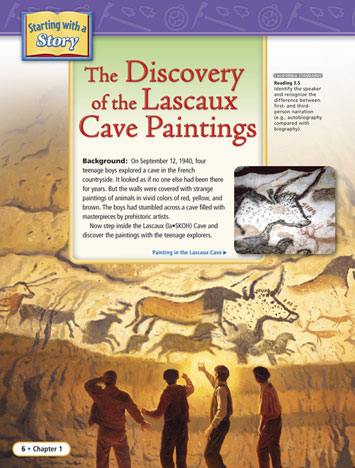 Starting with a
Story
The Discovery
of the Lascaux
Cave Paintings
CALIFORNIA STANDARDS
Reading 3.5
Identify the speaker
and recognize the
difference between
first- and third-
person narration
(e.g., autobiography
compared with
biography).
Background: On September 12, 1940, four
teenage boys explored a cave in the French
countryside. It looked as if no one else had been there
for years. But the walls were covered with strange
paintings of animals in vivid colors of red, yellow, and
brown. The boys had stumbled across a cave filled with
masterpieces by prehistoric artists.
Now step inside the Lascaux (la•SKOH) Cave and
discover the paintings with the teenage explorers.
Painting in the Lascaux Cave ▶
6 • Chapter 1